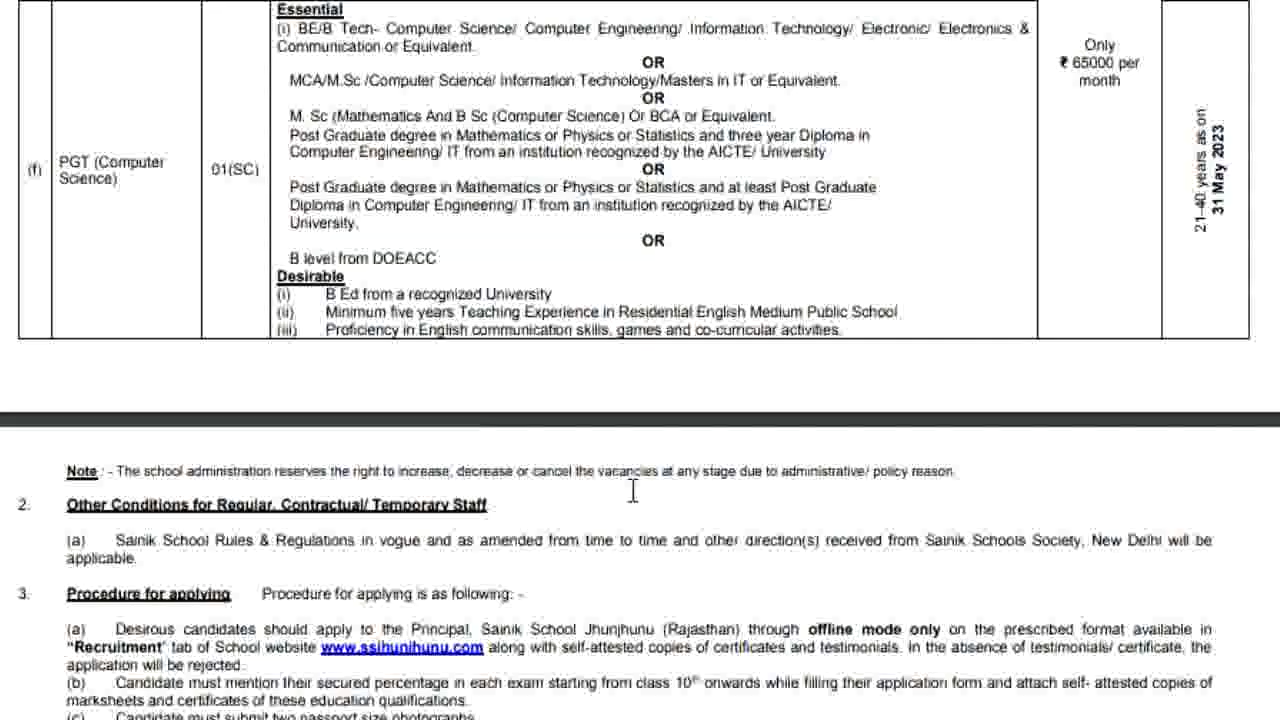 Essential
(i) BE/B Tech- Computer Science/ Computer Engineering/ Information Technology/ Electronic/ Electronics &
Communication or Equivalent.
OR
MCA/M.Sc /Computer Science/ Information Technology/Masters in IT or Equivalent.
OR
M. Sc (Mathematics And B Sc (Computer Science) Or BCA or Equivalent.
Post Graduate degree in Mathematics or Physics or Statistics and three year Diploma in
Computer Engineering/ IT from an institution recognized by the AICTE/ University
OR
Post Graduate degree in Mathematics or Physics or Statistics and at least Post Graduate
Diploma in Computer Engineering/ IT from an institution recognized by the AICTE/
University.
OR
B level from DOEACC
Desirable
(i) B Ed from a recognized University
(ii) Minimum five years Teaching Experience in Residential English Medium Public School
(iii) Proficiency in English communication skills, games and co-curricular activities.
(f)
PGT (Computer
Science)
01(SC)
Only
₹ 65000 per
month
21-40 years as on
31 May 2023
Note : - The school administration reserves the right to increase, decrease or cancel the vacancies at any stage due to administrative/ policy reason.
2. Other Conditions for Regular, Contractual/ Temporary Staff
(a) Sainik School Rules & Regulations in vogue and as amended from time to time and other direction(s) received from Sainik Schools Society, New Delhi will be
applicable.
3. Procedure for applying Procedure for applying is as following: -
(a) Desirous candidates should apply to the Principal, Sainik School Jhunjhunu (Rajasthan) through offline mode only on the prescribed format available in
"Recruitment' tab of School website www.ssjhunjhunu.com along with self-attested copies of certificates and testimonials. In the absence of testimonials/ certificate, the
application will be rejected.
(b) Candidate must mention their secured percentage in each exam starting from class 10th onwards while filling their application form and attach self- attested copies of
marksheets and certificates of these education qualifications.
(c) Candidate must submit two passport size photographs